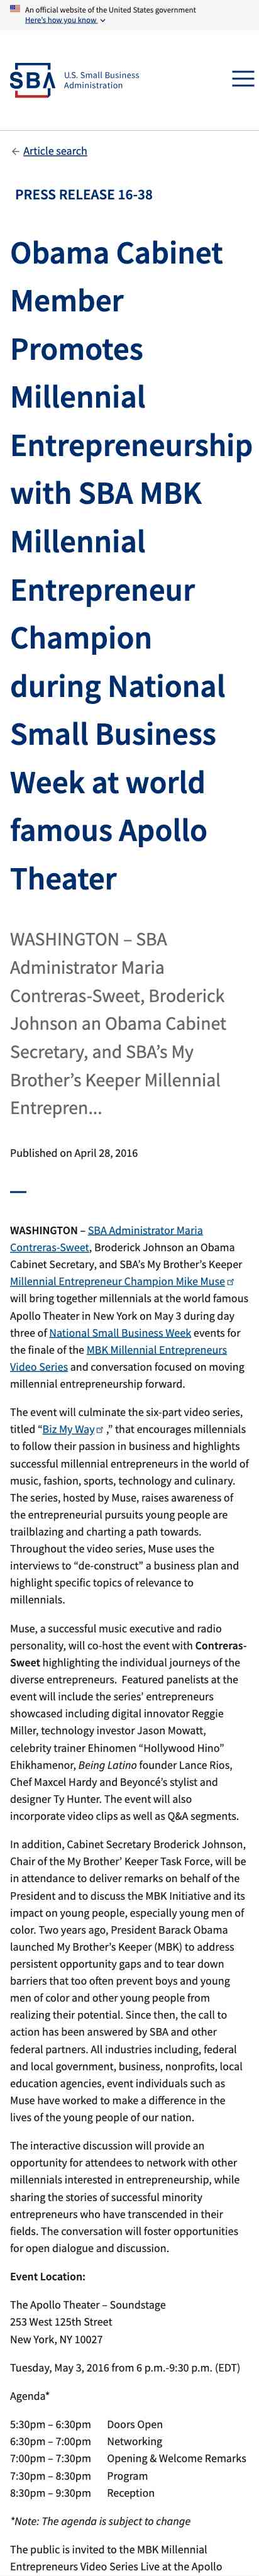 An official website of the United States government
Here's how you know
SBA
U.S. Small Business
Administration
← Article search
PRESS RELEASE 16-38
Obama Cabinet
Member
Promotes
Millennial
Entrepreneurship
with SBA MBK
Millennial
Entrepreneur
Champion
during National
Small Business
Week at world
famous Apollo
Theater
WASHINGTON – SBA
Administrator Maria
Contreras-Sweet, Broderick
Johnson an Obama Cabinet
Secretary, and SBA's My
Brother's Keeper Millennial
Entrepren...
Published on April 28, 2016
WASHINGTON – SBA Administrator Maria
Contreras-Sweet, Broderick Johnson an Obama
Cabinet Secretary, and SBA's My Brother's Keeper
Millennial Entrepreneur Champion Mike Muse
will bring together millennials at the world famous
Apollo Theater in New York on May 3 during day
three of National Small Business Week events for
the finale of the MBK Millennial Entrepreneurs
Video Series and conversation focused on moving
millennial entrepreneurship forward.
The event will culminate the six-part video series,
titled “Biz My Way ,” that encourages millennials
to follow their passion in business and highlights
successful millennial entrepreneurs in the world of
music, fashion, sports, technology and culinary.
The series, hosted by Muse, raises awareness of
the entrepreneurial pursuits young people are
trailblazing and charting a path towards.
Throughout the video series, Muse uses the
interviews to “de-construct” a business plan and
highlight specific topics of relevance to
millennials.
Muse, a successful music executive and radio
personality, will co-host the event with Contreras-
Sweet highlighting the individual journeys of the
diverse entrepreneurs.  Featured panelists at the
event will include the series' entrepreneurs
showcased including digital innovator Reggie
Miller, technology investor Jason Mowatt,
celebrity trainer Ehinomen “Hollywood Hino”
Ehikhamenor, Being Latino founder Lance Rios,
Chef Maxcel Hardy and Beyoncé's stylist and
designer Ty Hunter. The event will also
incorporate video clips as well as Q&A segments.
In addition, Cabinet Secretary Broderick Johnson,
Chair of the My Brother' Keeper Task Force, will be
in attendance to deliver remarks on behalf of the
President and to discuss the MBK Initiative and its
impact on young people, especially young men of
color. Two years ago, President Barack Obama
launched My Brother's Keeper (MBK) to address
persistent opportunity gaps and to tear down
barriers that too often prevent boys and young
men of color and other young people from
realizing their potential. Since then, the call to
action has been answered by SBA and other
federal partners. All industries including, federal
and local government, business, nonprofits, local
education agencies, event individuals such as
Muse have worked to make a difference in the
lives of the young people of our nation.
The interactive discussion will provide an
opportunity for attendees to network with other
millennials interested in entrepreneurship, while
sharing the stories of successful minority
entrepreneurs who have transcended in their
fields. The conversation will foster opportunities
for open dialogue and discussion.
Event Location:
The Apollo Theater – Soundstage
253 West 125th Street
New York, NY 10027
Tuesday, May 3, 2016 from 6 p.m.-9:30 p.m. (EDT)
Agenda*
5:30pm – 6:30pm Doors Open
6:30pm – 7:00pm Networking
7:00pm – 7:30pm Opening & Welcome Remarks
7:30pm – 8:30pm Program
8:30pm – 9:30pm Reception
*Note: The agenda is subject to change
The public is invited to the MBK Millennial
Entrepreneurs Video Series Live at the Apollo